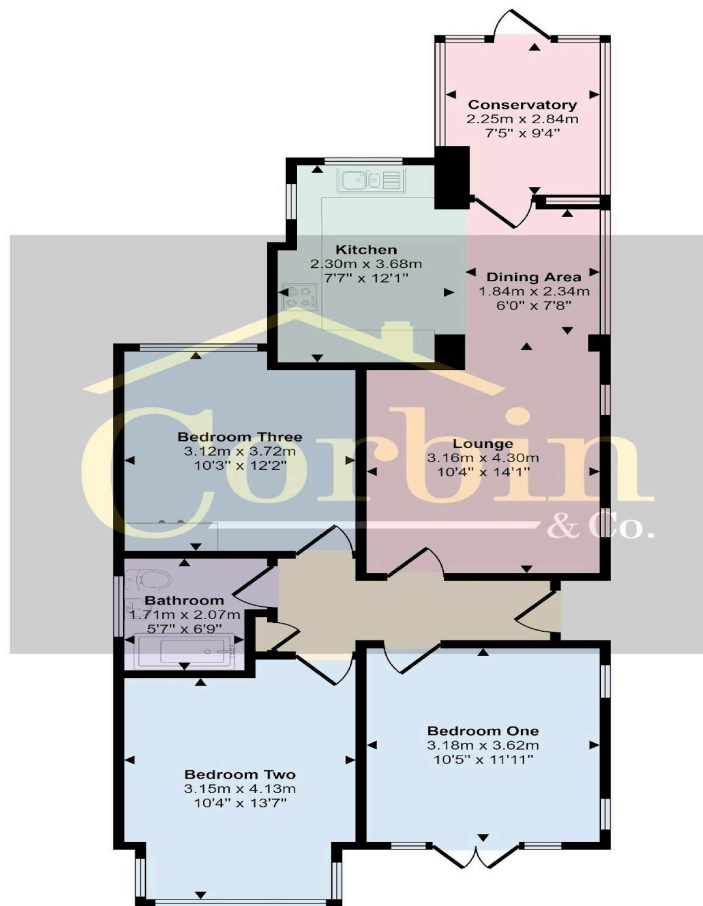 Conservatory
2.25m x 2.84m
7'5" x 9'4"
Kitchen
2.30m x 3.68m
7'7" x 12'1"
Dining Area
1.84m x 2.34m
6'0" x 7'8"
Bedroom Three
3.12m x 3.72m
10'3" x 12'2"
Lounge
3.16m x 4.30m
10'4" x 14'1"
Corbin
& Co.
Bathroom
1.71m x 2.07m
5'7" x 6'9"
Bedroom One
3.18m x 3.62m
10'5" x 11'11"
Bedroom Two
3.15m x 4.13m
10'4" x 13'7"